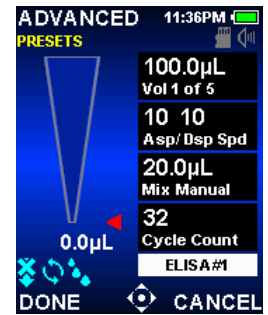 ADVANCED 11:36PM
PRESETS
100.0µL
Vol 1 of 5
10 10
Asp/Dsp Spd
20.0µL
Mix Manual
32
Cycle Count
0.0µL
ELISA#1
DONE CANCEL